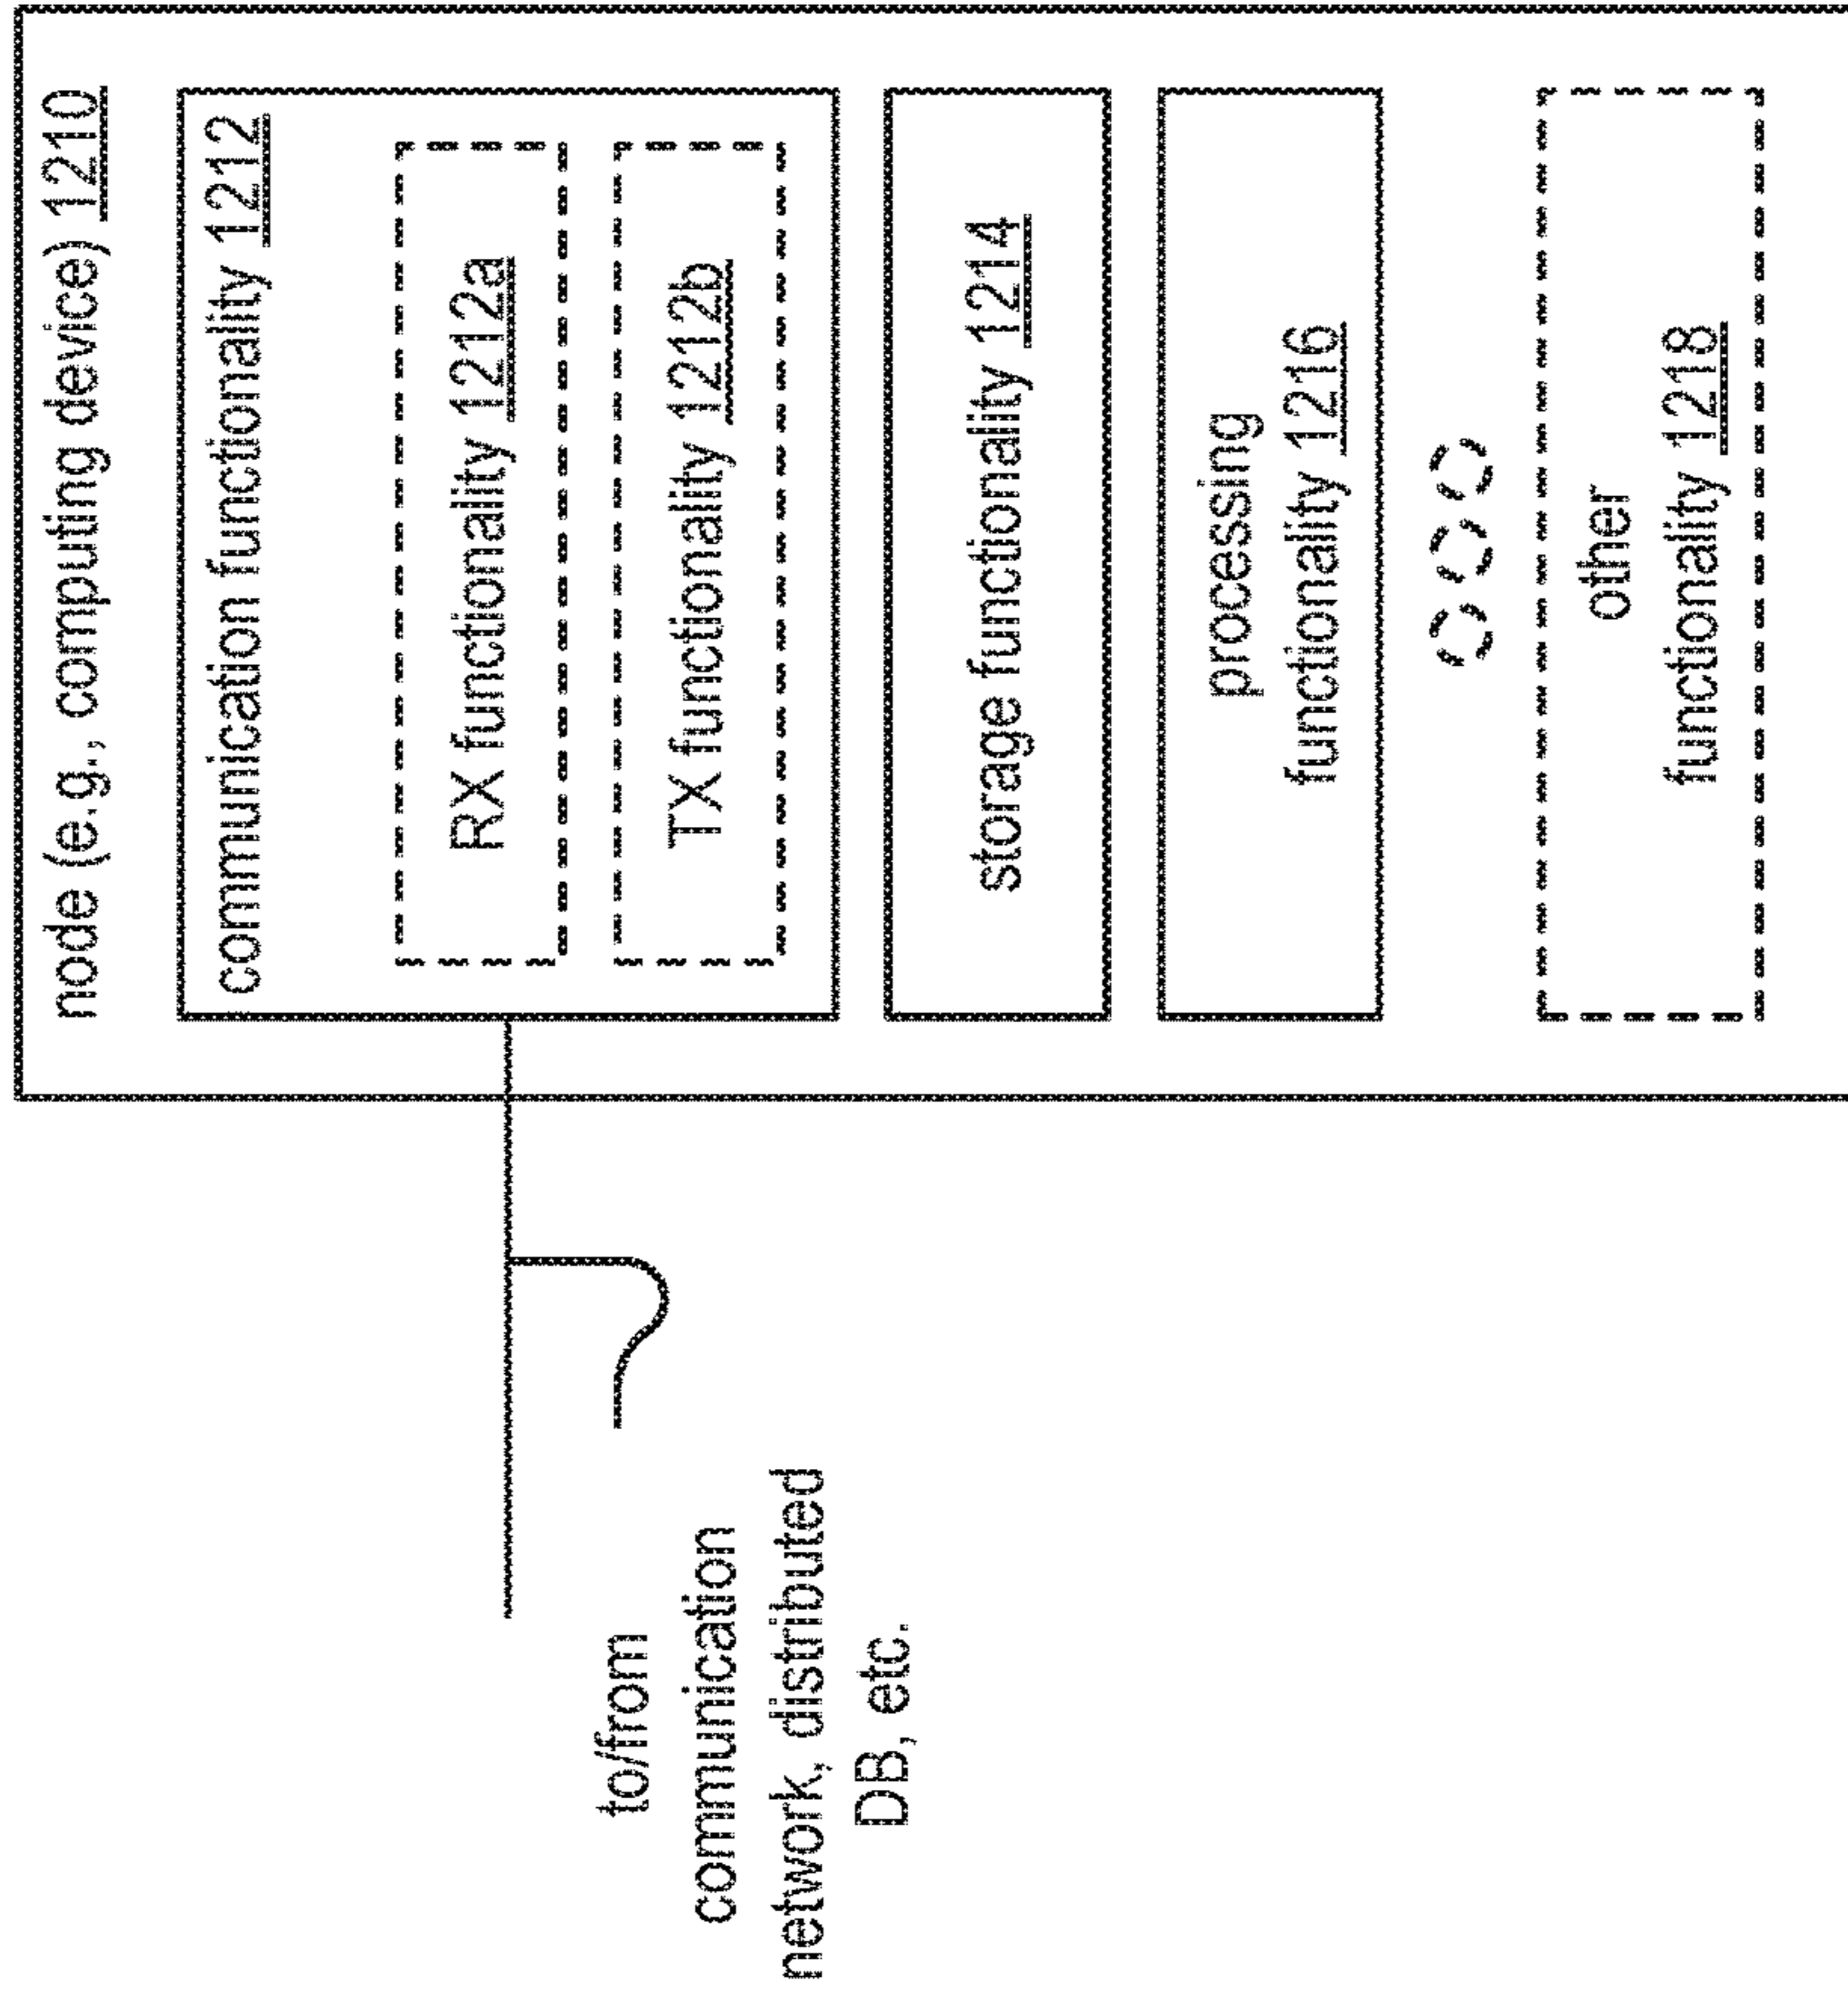 node (e.g., computing device) 1210
communication functionality 1212
RX functionality 1212a
TX functionality 1212b
storage functionality 1214
processing
functionality 1216
other
functionality 1218
to/from
communication
network, distributed
DB, etc.